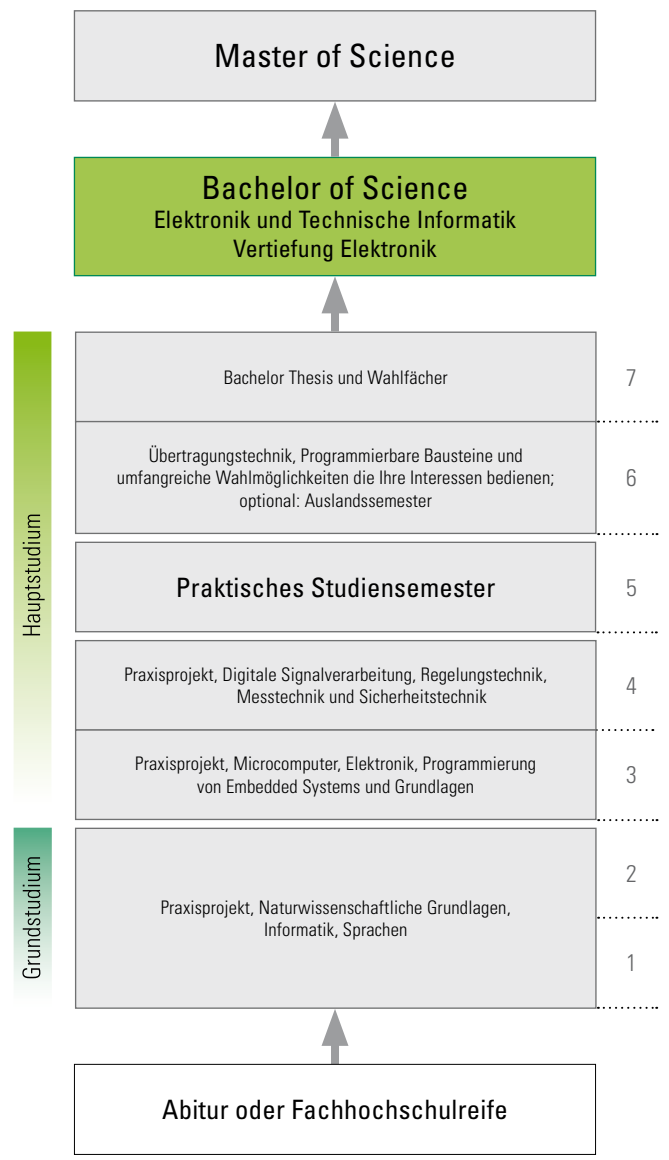 Master of Science
Bachelor of Science
Elektronik und Technische Informatik
Vertiefung Elektronik
Hauptstudium
Bachelor Thesis und Wahlfächer
7
Übertragungstechnik, Programmierbare Bausteine und
umfangreiche Wahlmöglichkeiten die Ihre Interessen bedienen;
optional: Auslandssemester
6
Praktisches Studiensemester
5
Praxisprojekt, Digitale Signalverarbeitung, Regelungstechnik,
Messtechnik und Sicherheitstechnik
4
Praxisprojekt, Microcomputer, Elektronik, Programmierung
von Embedded Systems und Grundlagen
3
Grundstudium
Praxisprojekt, Naturwissenschaftliche Grundlagen,
Informatik, Sprachen
2
1
Abitur oder Fachhochschulreife